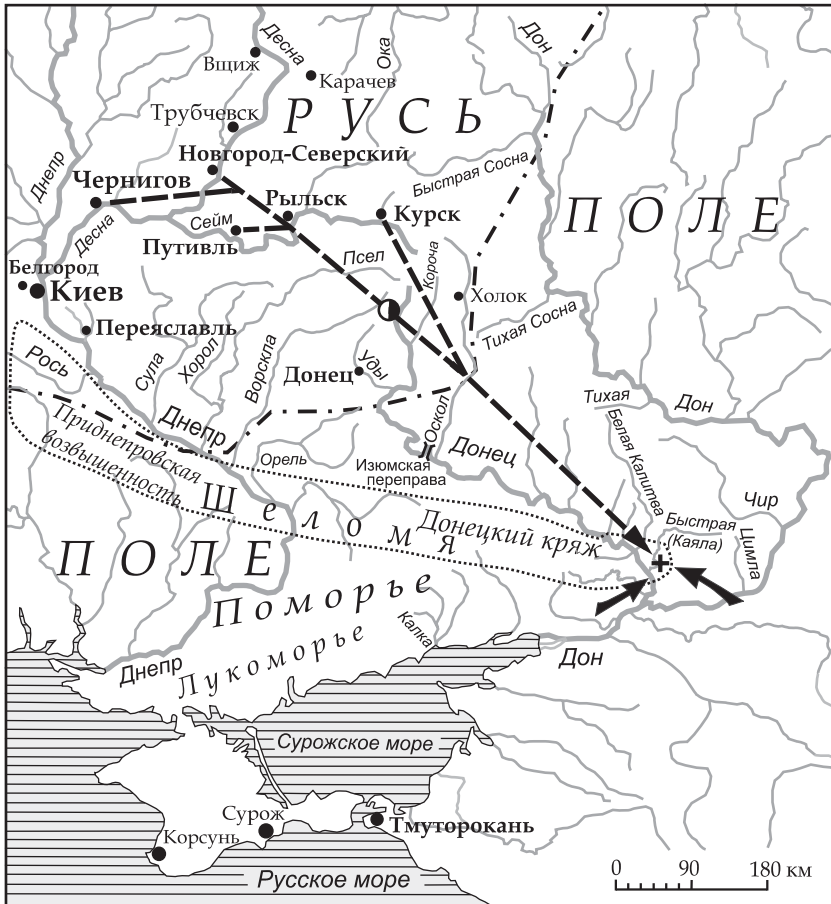 Десна
Ока
Дон
Вщиж
Карачев
Трубчевск
РУСЬ
Днепр
Новгород-Северский
Быстрая Сосна
Чернигов
Рыльск
Курск
ПОЛЕ
Десна
Сейм
Путивль
Псел
Короча
Белгород
Киев
Холок
Переяславль
Тихая Сосна
Рось
Сула
Хорол
Ворскла
Донец
Уды
Тихая
Дон
Днепр
Оскол
Белая Калитва
Приднепровская
возвышенность
Орель
Изюмская
переправа
Донец
Чир
Шеломя
Донецкий кряж
Быстрая
(Каяла)
Цимла
ПОЛЕ
Поморье
Калка
Лукоморье
Днепр
Дон
Сурожское море
Сурож
Тмуторокань
Корсунь
Русское море
0 90 180 км